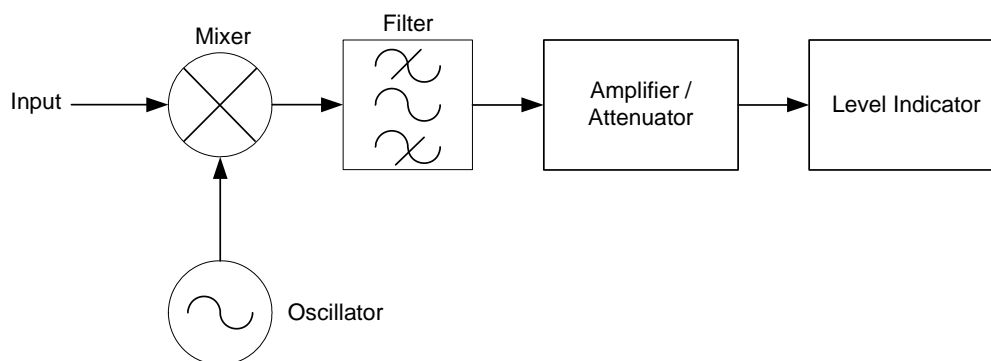 Filter
Mixer
Input
Amplifier /
Attenuator
Level Indicator
Oscillator